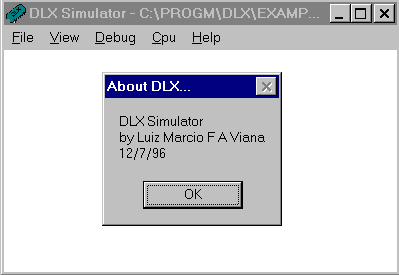 DLX Simulator - C:\PROGM\DLX\EXAMP...
File View Debug Cpu Help
About DLX...
DLX Simulator
by Luiz Marcio F A Viana
12/7/96
OK